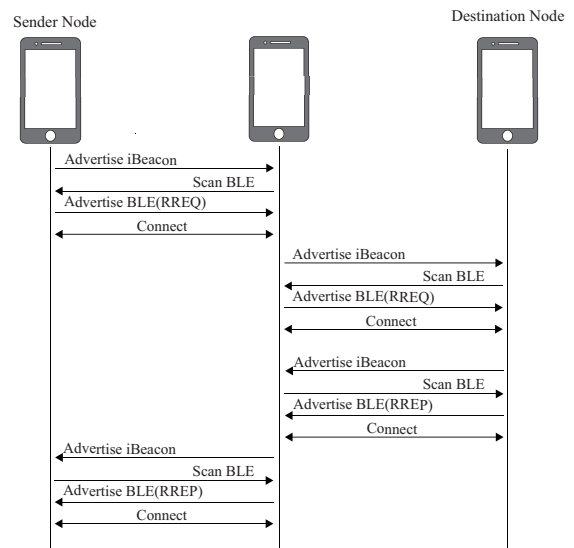 Sender Node
Destination Node
Advertise iBeacon
Scan BLE
Advertise BLE(RREQ)
Connect
Advertise iBeacon
Scan BLE
Advertise BLE(RREQ)
Connect
Advertise iBeacon
Scan BLE
Advertise BLE(RREP)
Connect
Advertise iBeacon
Scan BLE
Advertise BLE(RREP)
Connect